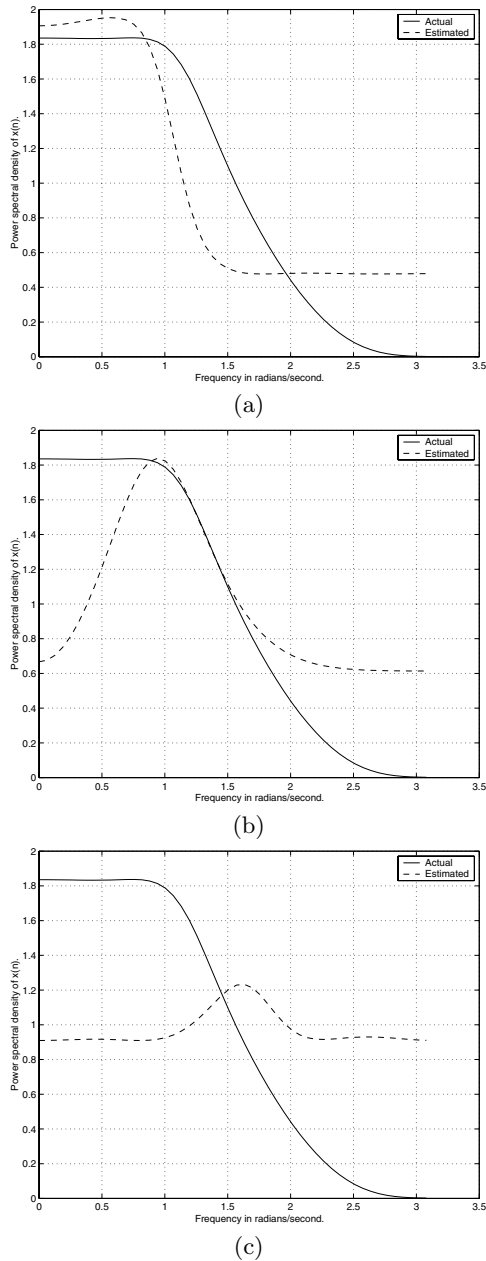 2
1.8
1.6
1.4
1.2
1
0.8
0.6
0.4
0.2
0
Power spectral density of x(n).
Actual
Estimated
0 0.5 1 1.5 2 2.5 3 3.5
Frequency in radians/second.
(a)
2
1.8
1.6
1.4
1.2
1
0.8
0.6
0.4
0.2
0
Power spectral density of x(n).
Actual
Estimated
0 0.5 1 1.5 2 2.5 3 3.5
Frequency in radians/second.
(b)
2
1.8
1.6
1.4
1.2
1
0.8
0.6
0.4
0.2
0
Power spectral density of x(n).
Actual
Estimated
0 0.5 1 1.5 2 2.5 3 3.5
Frequency in radians/second.
(c)